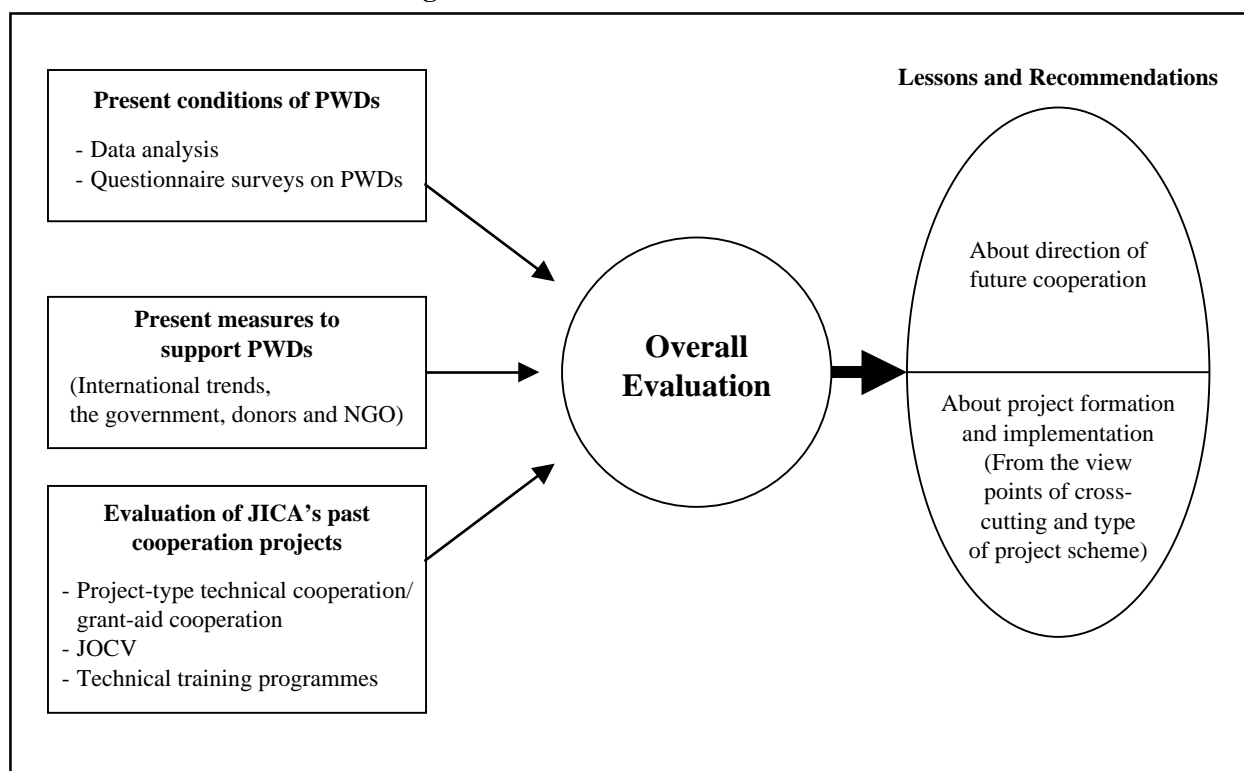 Present conditions of PWDs
- Data analysis
- Questionnaire surveys on PWDs
Present measures to
support PWDs
(International trends,
the government, donors and NGO)
Evaluation of JICA’s past
cooperation projects
- Project-type technical cooperation/
grant-aid cooperation
- JOCV
- Technical training programmes
Overall
Evaluation
Lessons and Recommendations
About direction of
future cooperation
About project formation
and implementation
(From the view
points of cross-
cutting and type
of project scheme)